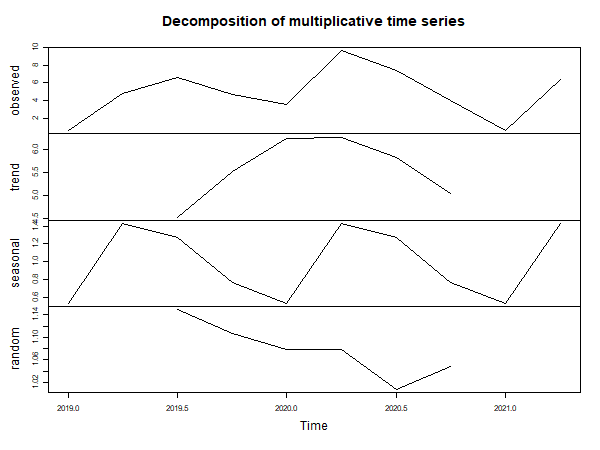 Decomposition of multiplicative time series
observed
2 4 6 8 10
trend
4.5 5.0 5.5 6.0
seasonal
0.6 0.8 1.0 1.2 1.4
random
1.02 1.06 1.10 1.14
2019.0 2019.5 2020.0 2020.5 2021.0
Time